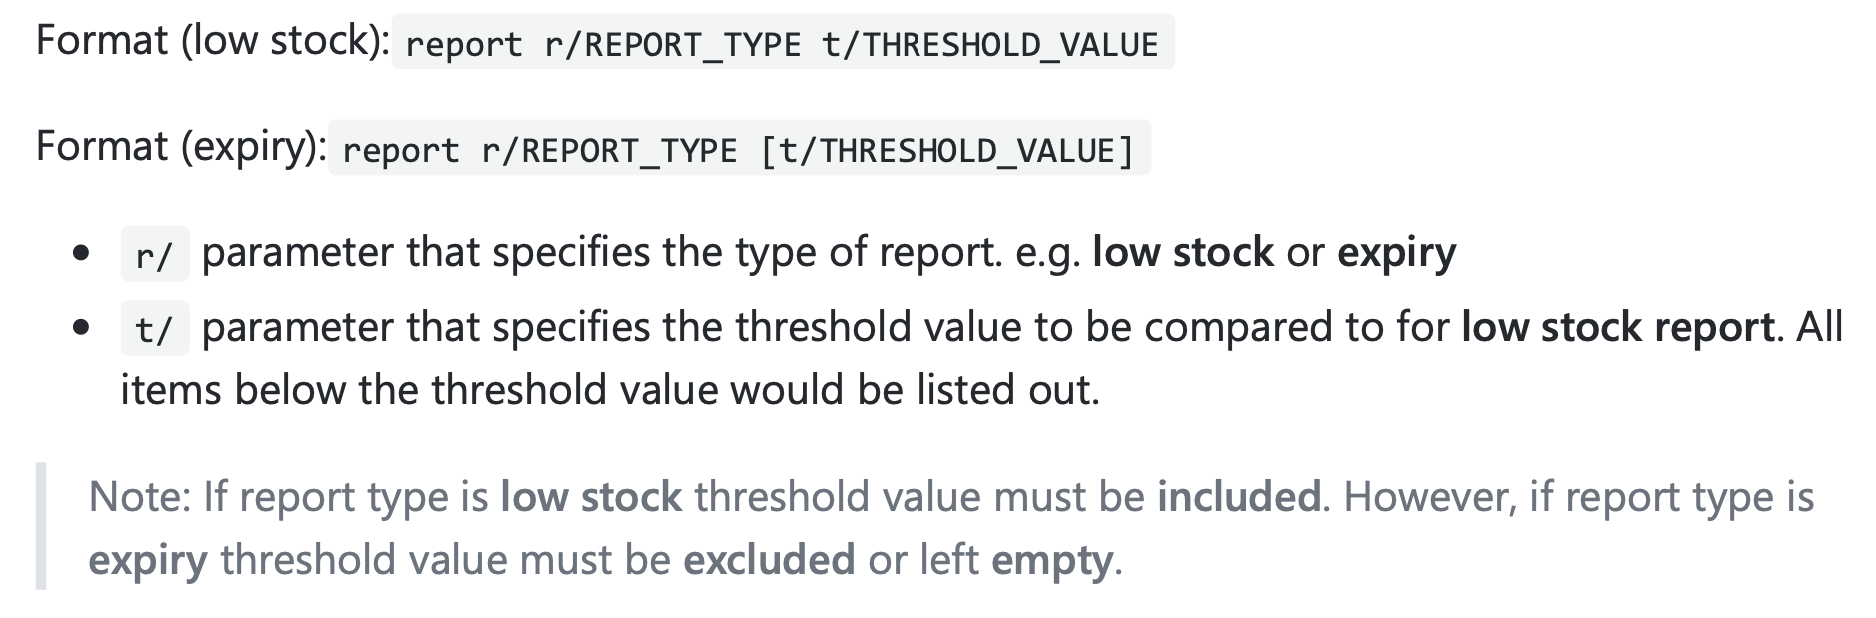 Format (low stock): report r/REPORT_TYPE t/THRESHOLD_VALUE
Format (expiry): report r/REPORT_TYPE [t/THRESHOLD_VALUE]
• r/ parameter that specifies the type of report. e.g. low stock or expiry
• t/ parameter that specifies the threshold value to be compared to for low stock report. All
items below the threshold value would be listed out.
Note: If report type is low stock threshold value must be included. However, if report type is
expiry threshold value must be excluded or left empty.